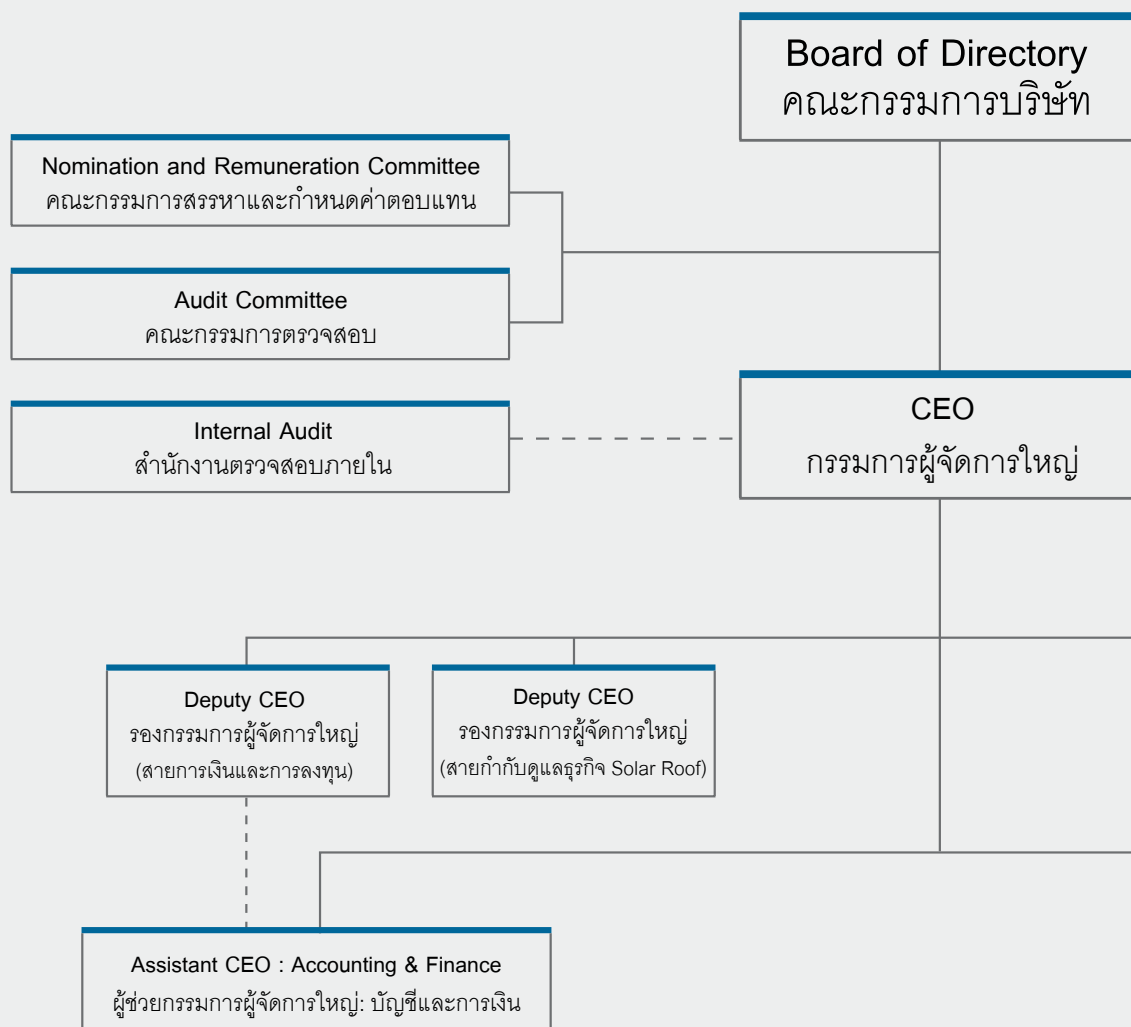 Board of Directory
คณะกรรมการบริษัท
Nomination and Remuneration Committee
คณะกรรมการสรรหาและกำหนดค่าตอบแทน
Audit Committee
คณะกรรมการตรวจสอบ
Internal Audit
สำนักงานตรวจสอบภายใน
CEO
กรรมการผู้จัดการใหญ่
Deputy CEO
รองกรรมการผู้จัดการใหญ่
(สายการเงินและการลงทุน)
Deputy CEO
รองกรรมการผู้จัดการใหญ่
(สายกำกับดูแลธุรกิจ Solar Roof)
Assistant CEO : Accounting & Finance
ผู้ช่วยกรรมการผู้จัดการใหญ่: บัญชีและการเงิน